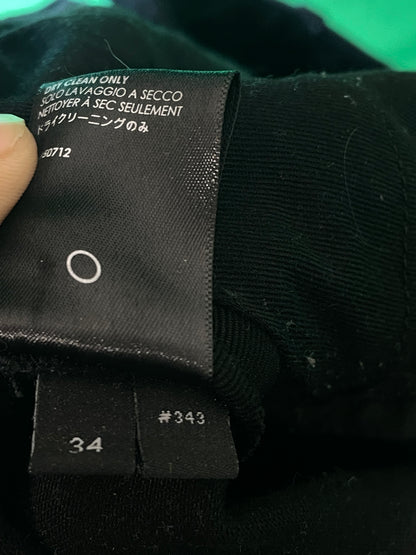 DRY CLEAN ONLY
SOLO LAVAGGIO A SECCO
NETTOYER À SEC SEULEMENT
ドライクリーニングのみ
50712
34
#343